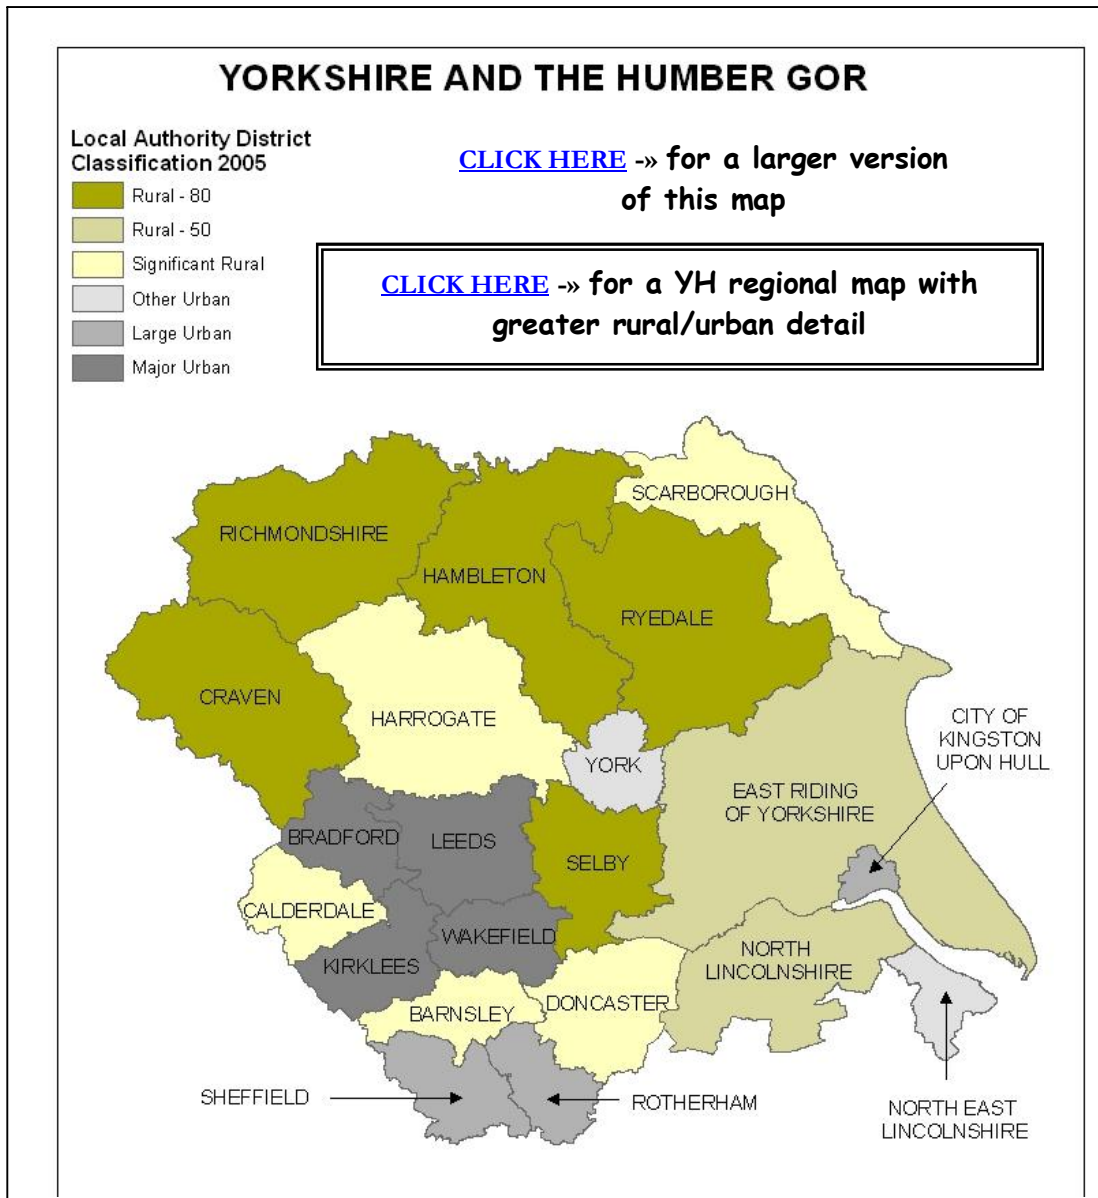 YORKSHIRE AND THE HUMBER GOR
Local Authority District
Classification 2005
Rural - 80
Rural - 50
Significant Rural
Other Urban
Large Urban
Major Urban
CLICK HERE -» for a larger version
of this map
CLICK HERE -» for a YH regional map with
greater rural/urban detail
SCARBOROUGH
RICHMONDSHIRE
HAMBLETON
RYEDALE
CRAVEN
HARROGATE
CITY OF
KINGSTON
UPON HULL
YORK
EAST RIDING
OF YORKSHIRE
BRADFORD
LEEDS
SELBY
CALDERDALE
WAKEFIELD
NORTH
LINCOLNSHIRE
KIRKLEES
DONCASTER
BARNSLEY
SHEFFIELD
ROTHERHAM
NORTH EAST
LINCOLNSHIRE